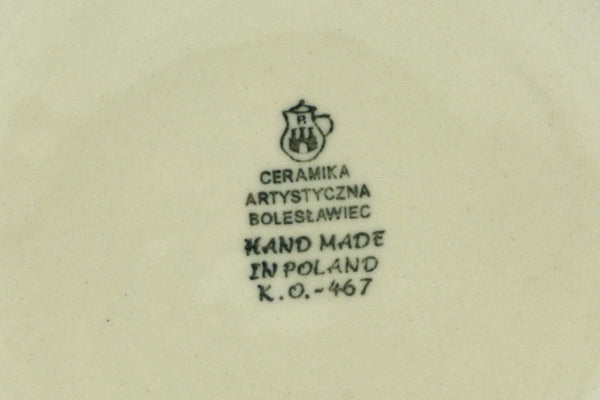 R
CERAMIKA
ARTYSTYCZNA
BOLESŁAWIEC
HAND MADE
IN POLAND
K.O.-467